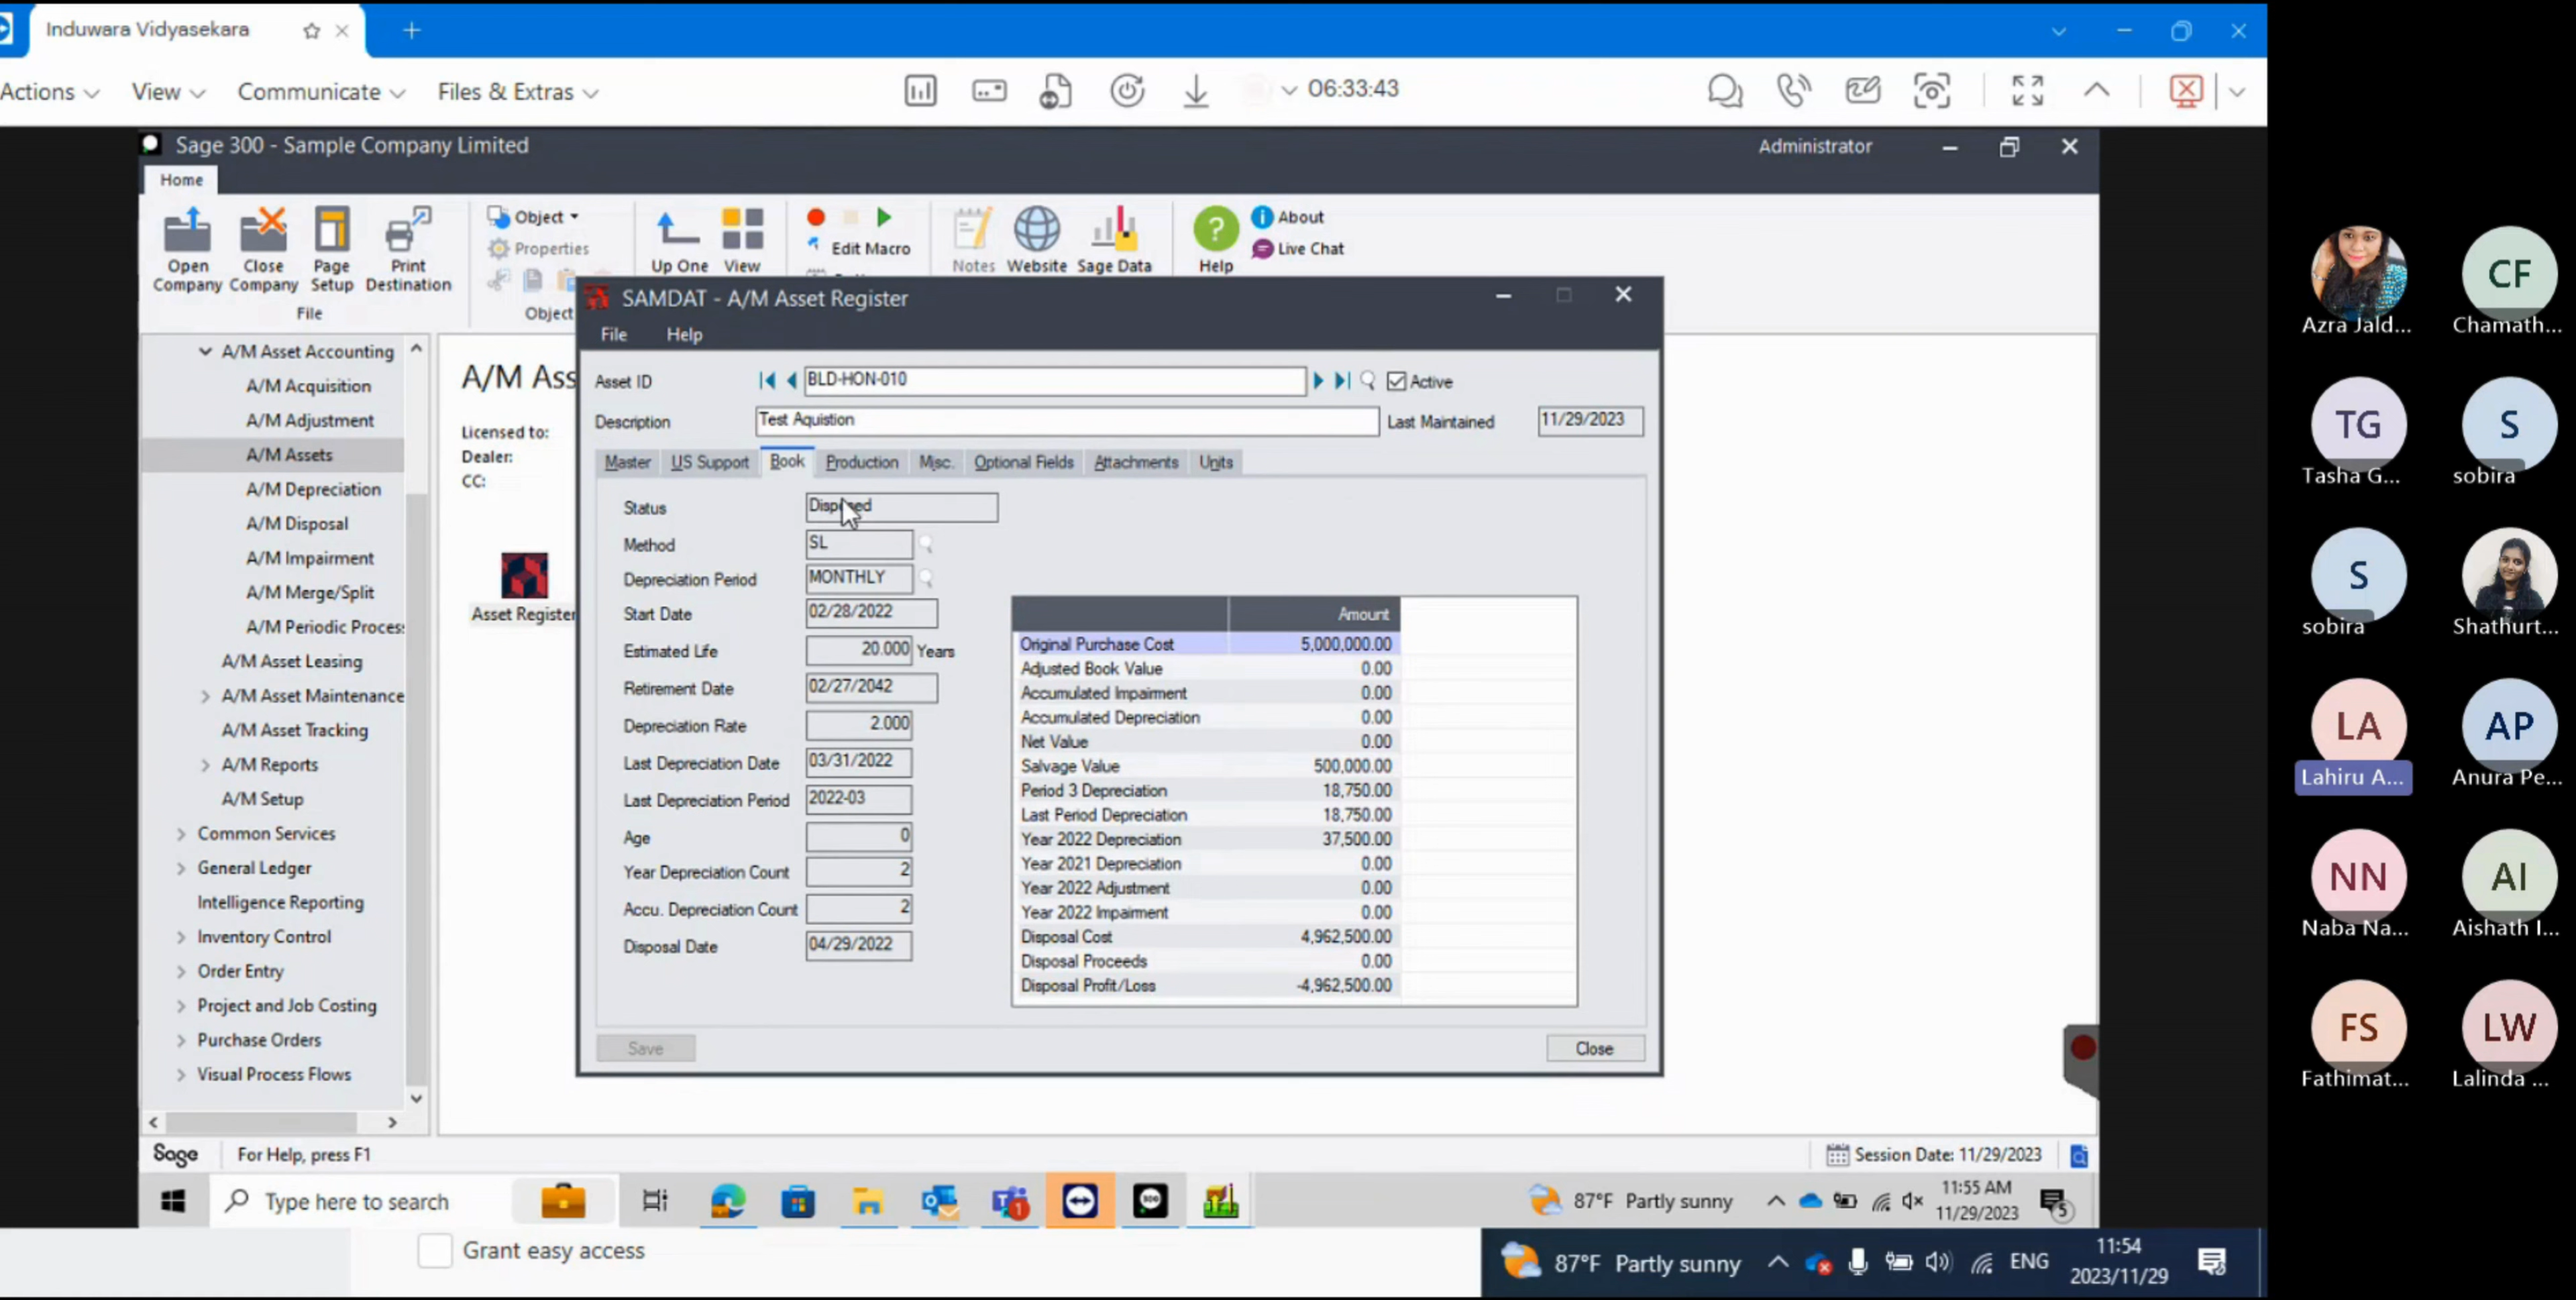 Induwara Vidyasekara
Actions View Communicate Files & Extras 06:33:43
Sage 300 - Sample Company Limited Administrator
Home
Open Company
Close Company
Page Setup
Print Destination
File
Object
Properties
Object
Up One
View
Edit Macro
Notes
Website
Sage Data
Help
About
Live Chat
A/M Asset Accounting
A/M Acquisition
A/M Adjustment
A/M Assets
A/M Depreciation
A/M Disposal
A/M Impairment
A/M Merge/Split
A/M Periodic Proces
A/M Asset Leasing
A/M Asset Maintenance
A/M Asset Tracking
A/M Reports
A/M Setup
Common Services
General Ledger
Intelligence Reporting
Inventory Control
Order Entry
Project and Job Costing
Purchase Orders
Visual Process Flows
A/M Ass
Licensed to:
Dealer:
CC:
Asset Register
SAMDAT - A/M Asset Register
File Help
Asset ID BLD-HON-010 Active
Description Test Aquistion Last Maintained 11/29/2023
Master US Support Book Production Misc. Optional Fields Attachments Units
Status Disposed
Method SL
Depreciation Period MONTHLY
Start Date 02/28/2022
Estimated Life 20.000 Years
Retirement Date 02/27/2042
Depreciation Rate 2.000
Last Depreciation Date 03/31/2022
Last Depreciation Period 2022-03
Age 0
Year Depreciation Count 2
Accu. Depreciation Count 2
Disposal Date 04/29/2022
Amount
Original Purchase Cost 5,000,000.00
Adjusted Book Value 0.00
Accumulated Impairment 0.00
Accumulated Depreciation 0.00
Net Value 0.00
Salvage Value 500,000.00
Period 3 Depreciation 18,750.00
Last Period Depreciation 18,750.00
Year 2022 Depreciation 37,500.00
Year 2021 Depreciation 0.00
Year 2022 Adjustment 0.00
Year 2022 Impairment 0.00
Disposal Cost 4,962,500.00
Disposal Proceeds 0.00
Disposal Profit/Loss -4,962,500.00
Save Close
Sage For Help, press F1 Session Date: 11/29/2023
Type here to search 87°F Partly sunny 11:55 AM
11/29/2023
5
Grant easy access
87°F Partly sunny ENG 11:54
2023/11/29
CF
Azra Jald... Chamath...
TG S
Tasha G... sobira
S
sobira Shathurt...
LA AP
Lahiru A... Anura Pe...
NN AI
Naba Na... Aishath I...
FS LW
Fathimat... Lalinda ...